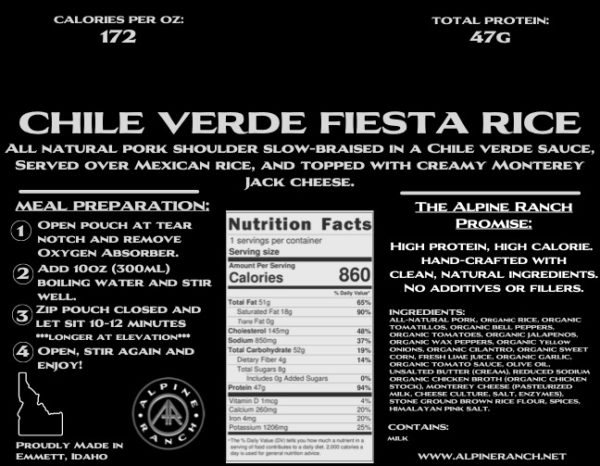 CALORIES PER OZ:
172
TOTAL PROTEIN:
47G
CHILE VERDE FIESTA RICE
ALL NATURAL PORK SHOULDER SLOW-BRAISED IN A CHILE VERDE SAUCE,
SERVED OVER MEXICAN RICE, AND TOPPED WITH CREAMY MONTEREY
JACK CHEESE.
MEAL PREPARATION:
1 OPEN POUCH AT TEAR
NOTCH AND REMOVE
OXYGEN ABSORBER.
2 ADD 10OZ (300ML)
BOILING WATER AND STIR
WELL.
3 ZIP POUCH CLOSED AND
LET SIT 10-12 MINUTES
***LONGER AT ELEVATION***
4 OPEN, STIR AGAIN AND
ENJOY!
PROUDLY MADE IN
EMMETT, IDAHO
ALPINE
AR
RANCH
Nutrition Facts
1 servings per container
Serving size
Amount Per Serving
Calories 860
% Daily Value*
Total Fat 51g 65%
Saturated Fat 18g 90%
Trans Fat 0g
Cholesterol 145mg 48%
Sodium 850mg 37%
Total Carbohydrate 52g 19%
Dietary Fiber 4g 14%
Total Sugars 8g
Includes 0g Added Sugars 0%
Protein 47g 94%
Vitamin D 1mcg 4%
Calcium 260mg 20%
Iron 4mg 20%
Potassium 1206mg 25%
*The % Daily Value (DV) tells you how much a nutrient in a
serving of food contributes to a daily diet. 2,000 calories a
day is used for general nutrition advice.
THE ALPINE RANCH
PROMISE:
HIGH PROTEIN, HIGH CALORIE.
HAND-CRAFTED WITH
CLEAN, NATURAL INGREDIENTS.
NO ADDITIVES OR FILLERS.
INGREDIENTS:
ALL-NATURAL PORK, ORGANIC RICE, ORGANIC
TOMATILLOS, ORGANIC BELL PEPPERS,
ORGANIC TOMATOES, ORGANIC JALAPENOS,
ORGANIC WAX PEPPERS, ORGANIC YELLOW
ONIONS, ORGANIC CILANTRO, ORGANIC SWEET
CORN, FRESH LIME JUICE, ORGANIC GARLIC,
ORGANIC TOMATO SAUCE, OLIVE OIL,
UNSALTED BUTTER (CREAM), REDUCED SODIUM
ORGANIC CHICKEN BROTH (ORGANIC CHICKEN
STOCK), MONTEREY CHEESE (PASTEURIZED
MILK, CHEESE CULTURE, SALT, ENZYMES),
STONE GROUND BROWN RICE FLOUR, SPICES,
HIMALAYAN PINK SALT.
CONTAINS:
MILK
WWW.ALPINERANCH.NET